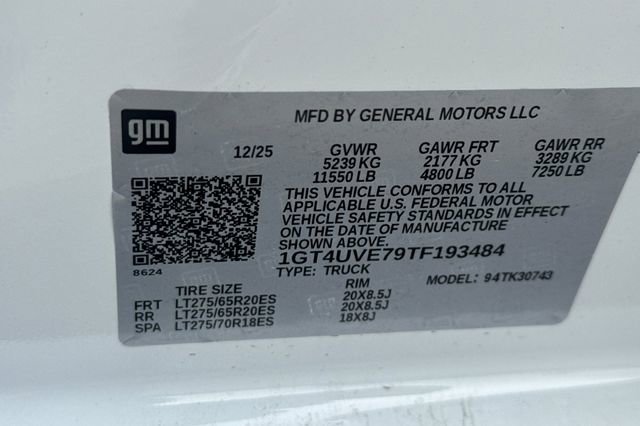 gm
MFD BY GENERAL MOTORS LLC
12/25
GVWR GAWR FRT GAWR RR
5239 KG 2177 KG 3289 KG
11550 LB 4800 LB 7250 LB
THIS VEHICLE CONFORMS TO ALL
APPLICABLE U.S. FEDERAL MOTOR
VEHICLE SAFETY STANDARDS IN EFFECT
ON THE DATE OF MANUFACTURE
SHOWN ABOVE.
8624
1GT4UVE79TF193484
TYPE: TRUCK MODEL: 94TK30743
TIRE SIZE RIM
FRT LT275/65R20ES 20X8.5J
RR LT275/65R20ES 20X8.5J
SPA LT275/70R18ES 18X8J